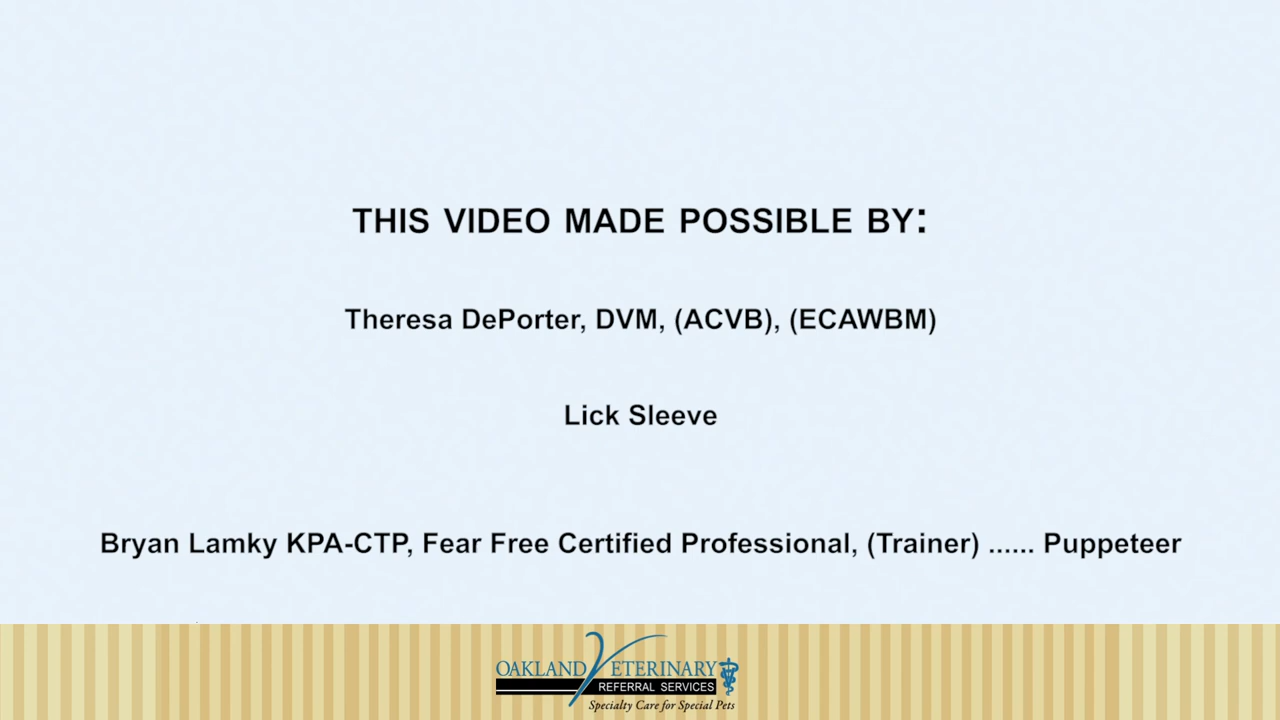 THIS VIDEO MADE POSSIBLE BY:
Theresa DePorter, DVM, (ACVB), (ECAWBM)
Lick Sleeve
Bryan Lamky KPA-CTP, Fear Free Certified Professional, (Trainer) ...... Puppeteer
OAKLAND VETERINARY
REFERRAL SERVICES
Specialty Care for Special Pets